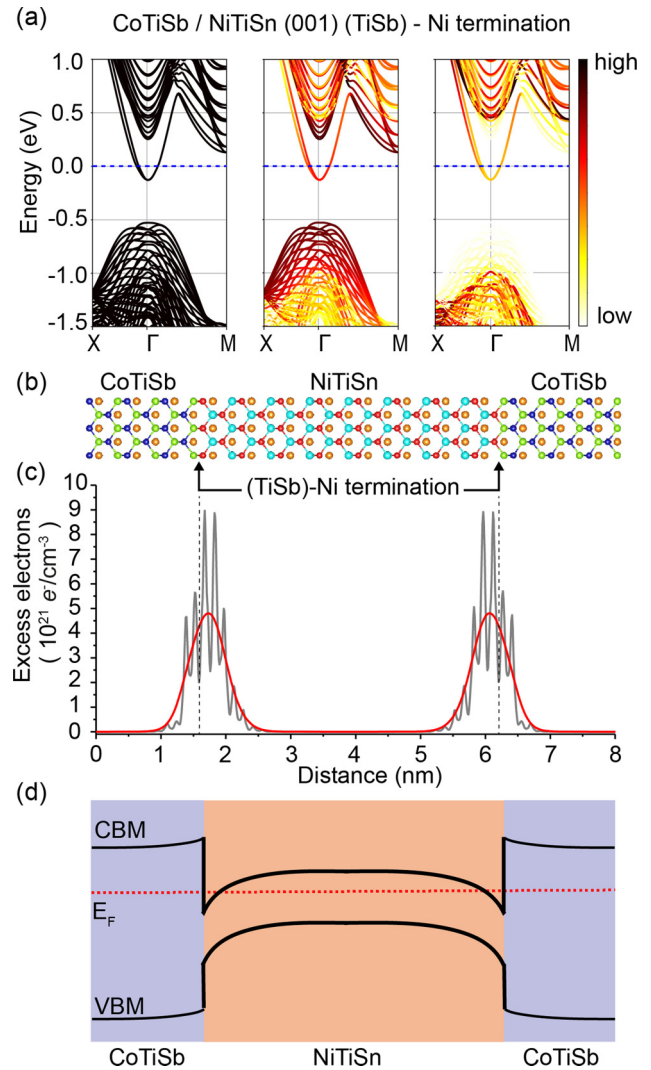 (a)
CoTiSb / NiTiSn (001) (TiSb) - Ni termination
Energy (eV)
1.0
0.5
0.0
-0.5
-1.0
-1.5
X Γ M
X Γ M
X Γ M
high
low
(b)
CoTiSb NiTiSn CoTiSb
(c)
(TiSb)-Ni termination
Excess electrons
( 10²¹ e⁻/cm⁻³ )
10
9
8
7
6
5
4
3
2
1
0
0 1 2 3 4 5 6 7 8
Distance (nm)
(d)
CBM
E_F
VBM
CoTiSb NiTiSn CoTiSb